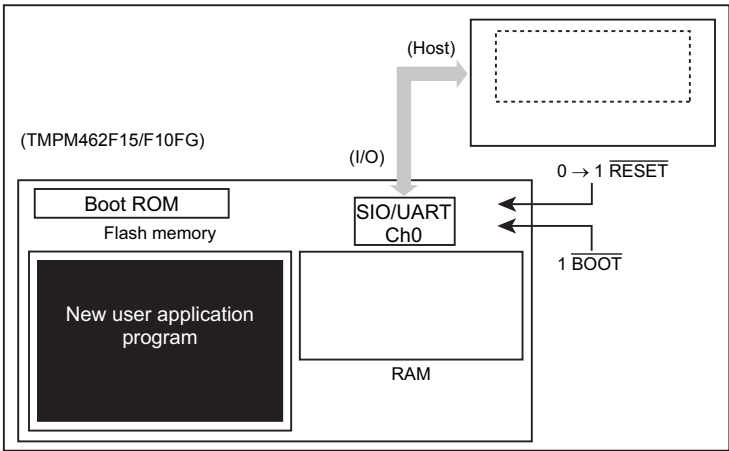 (Host)
(TMPM462F15/F10FG)
(I/O)
0 → 1 RESET
Boot ROM
SIO/UART
Ch0
Flash memory
1 BOOT
New user application
program
RAM